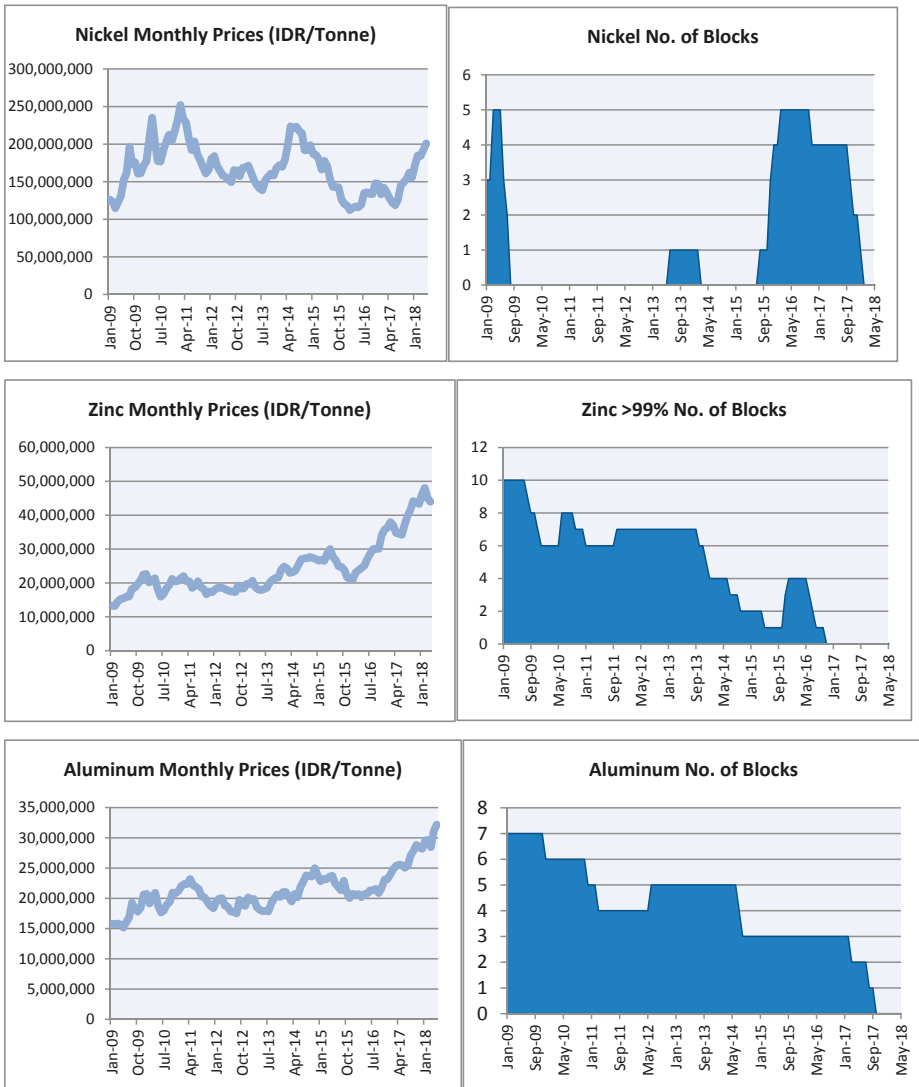 Nickel Monthly Prices (IDR/Tonne)
300,000,000
250,000,000
200,000,000
150,000,000
100,000,000
50,000,000
0
Jan-09
Oct-09
Jul-10
Apr-11
Jan-12
Oct-12
Jul-13
Apr-14
Jan-15
Oct-15
Jul-16
Apr-17
Jan-18
Nickel No. of Blocks
6
5
4
3
2
1
0
Jan-09
Sep-09
May-10
Jan-11
Sep-11
May-12
Jan-13
Sep-13
May-14
Jan-15
Sep-15
May-16
Jan-17
Sep-17
May-18
Zinc Monthly Prices (IDR/Tonne)
60,000,000
50,000,000
40,000,000
30,000,000
20,000,000
10,000,000
0
Jan-09
Oct-09
Jul-10
Apr-11
Jan-12
Oct-12
Jul-13
Apr-14
Jan-15
Oct-15
Jul-16
Apr-17
Jan-18
Zinc >99% No. of Blocks
12
10
8
6
4
2
0
Jan-09
Sep-09
May-10
Jan-11
Sep-11
May-12
Jan-13
Sep-13
May-14
Jan-15
Sep-15
May-16
Jan-17
Sep-17
May-18
Aluminum Monthly Prices (IDR/Tonne)
35,000,000
30,000,000
25,000,000
20,000,000
15,000,000
10,000,000
5,000,000
0
Jan-09
Oct-09
Jul-10
Apr-11
Jan-12
Oct-12
Jul-13
Apr-14
Jan-15
Oct-15
Jul-16
Apr-17
Jan-18
Aluminum No. of Blocks
8
7
6
5
4
3
2
1
0
Jan-09
Sep-09
May-10
Jan-11
Sep-11
May-12
Jan-13
Sep-13
May-14
Jan-15
Sep-15
May-16
Jan-17
Sep-17
May-18